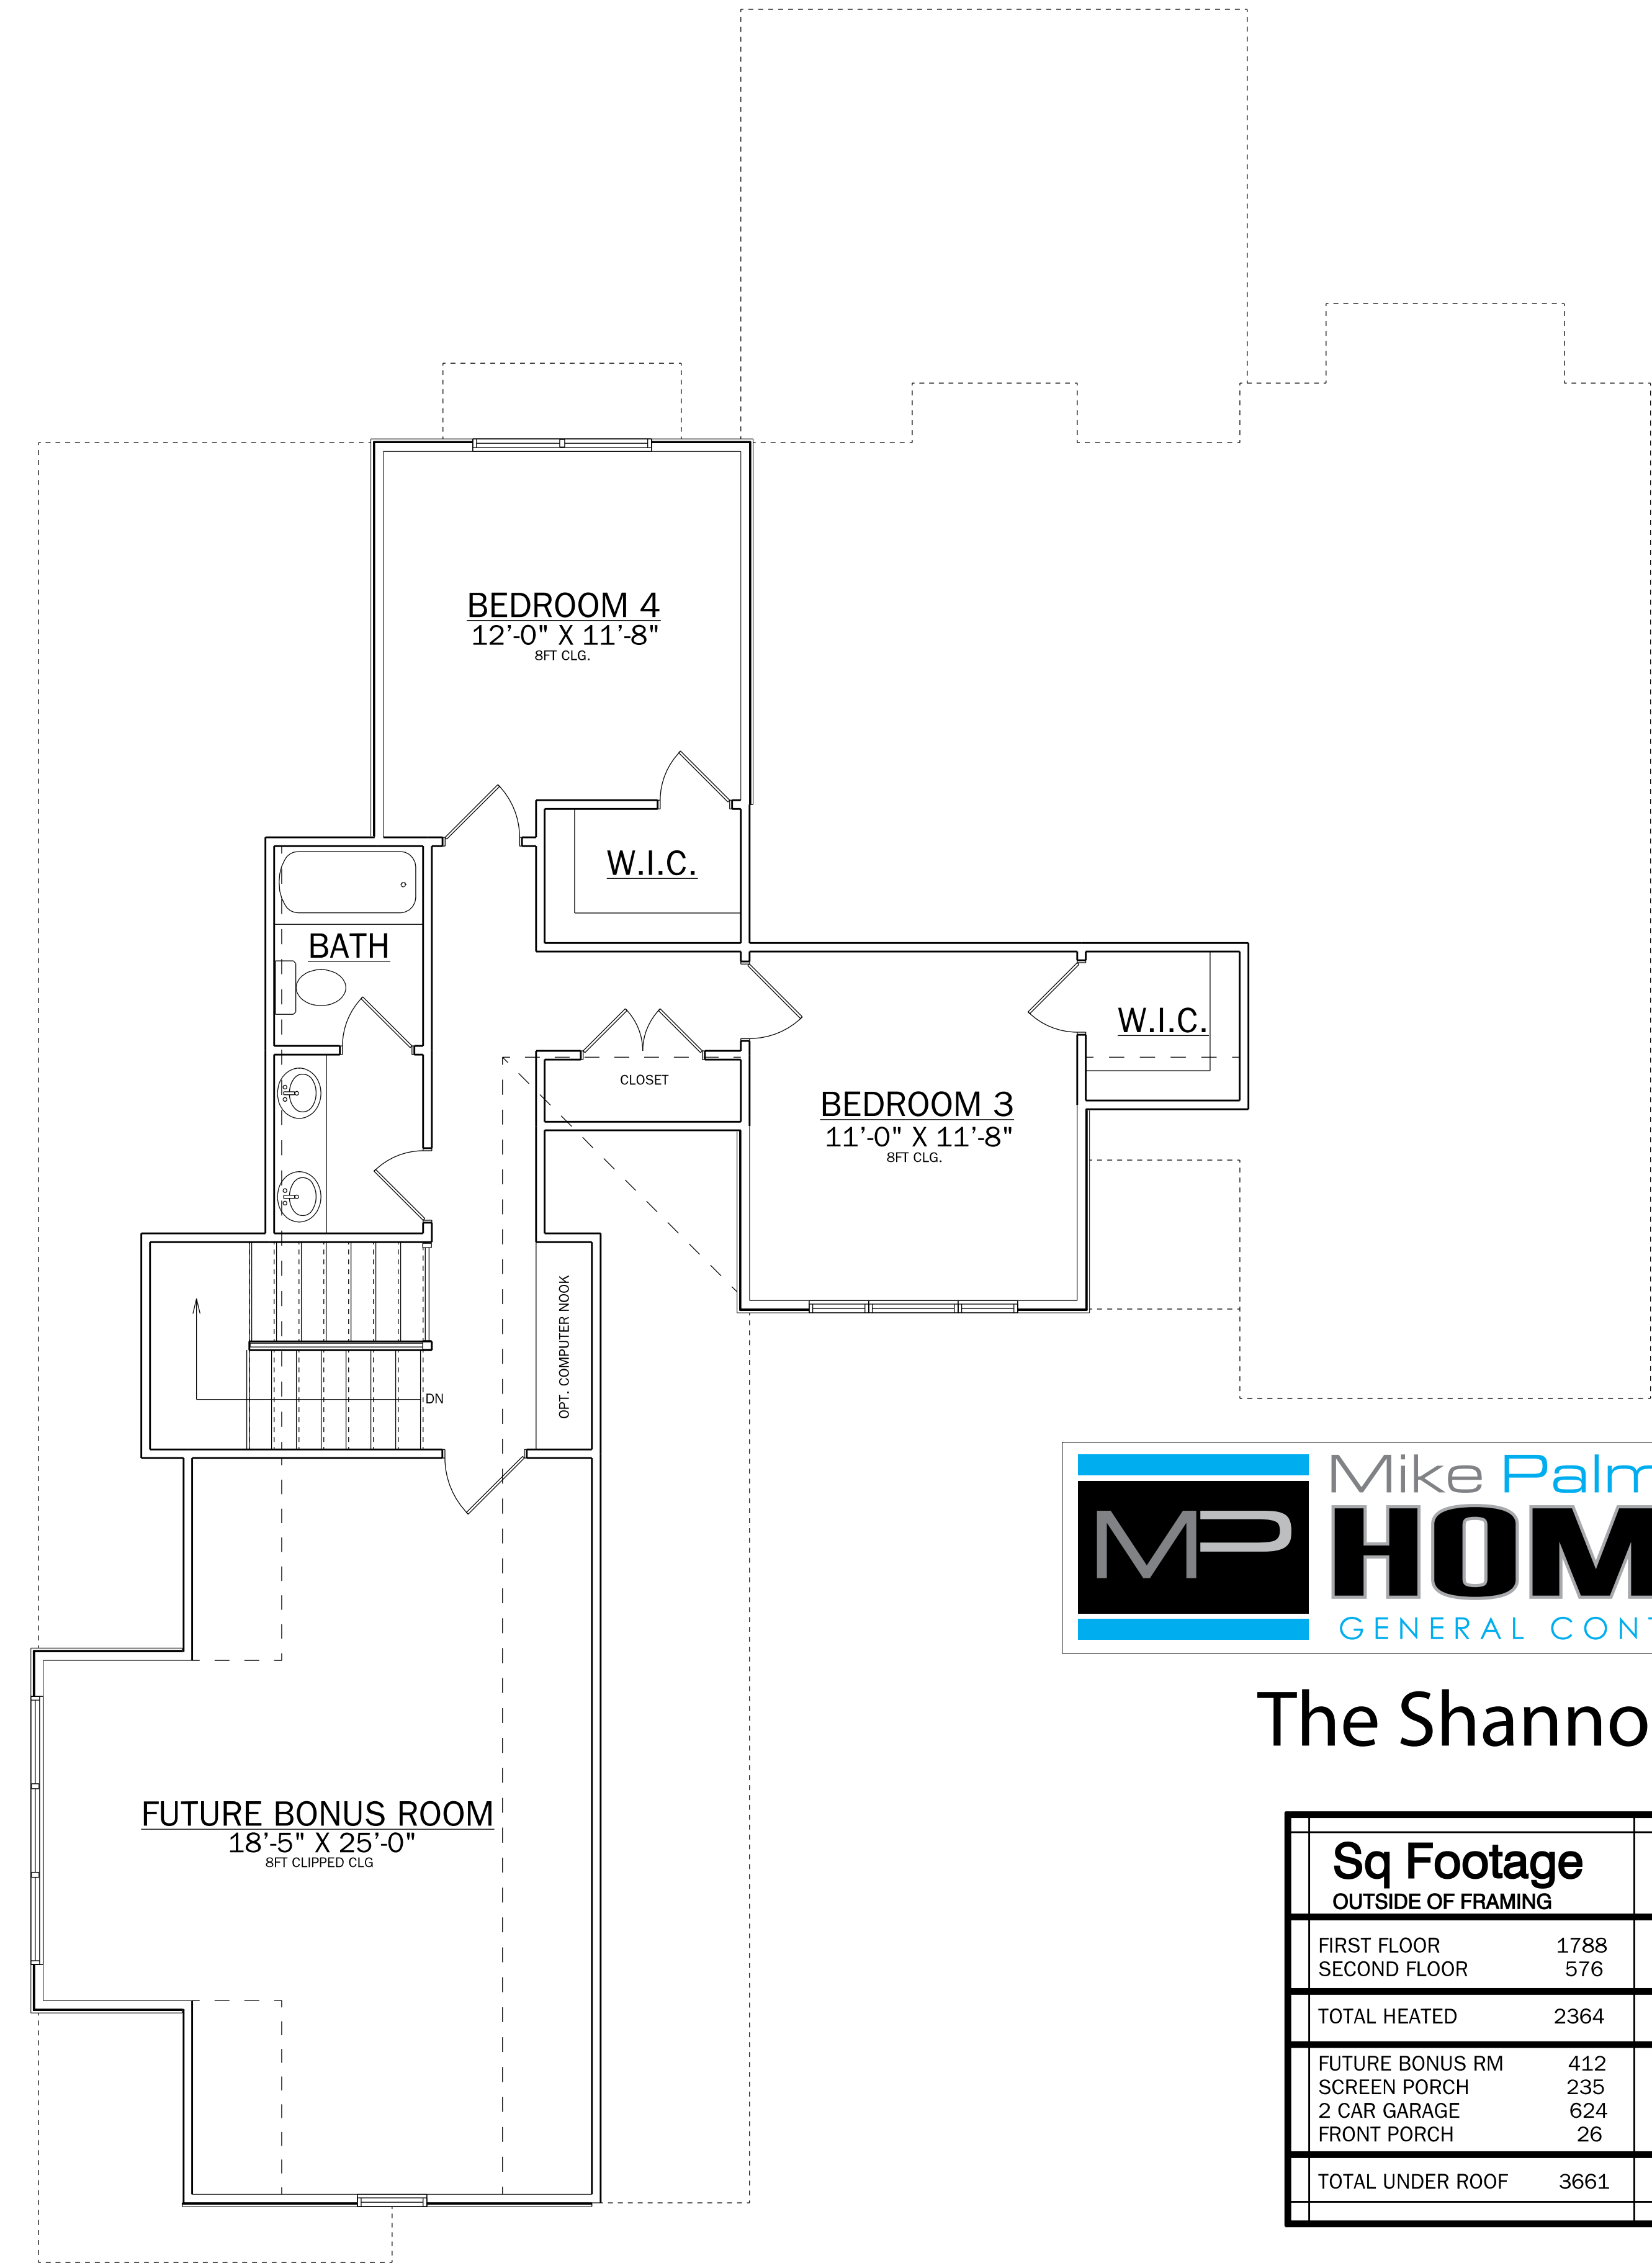 BEDROOM 4
12'-0" X 11'-8"
8FT CLG.
W.I.C.
BATH
W.I.C.
CLOSET
BEDROOM 3
11'-0" X 11'-8"
8FT CLG.
OPT. COMPUTER NOOK
DN
MP
Mike Palm
HOM
GENERAL CONT
The Shanno
FUTURE BONUS ROOM
18'-5" X 25'-0"
8FT CLIPPED CLG
Sq Footage
OUTSIDE OF FRAMING
FIRST FLOOR 1788
SECOND FLOOR 576
TOTAL HEATED 2364
FUTURE BONUS RM 412
SCREEN PORCH 235
2 CAR GARAGE 624
FRONT PORCH 26
TOTAL UNDER ROOF 3661